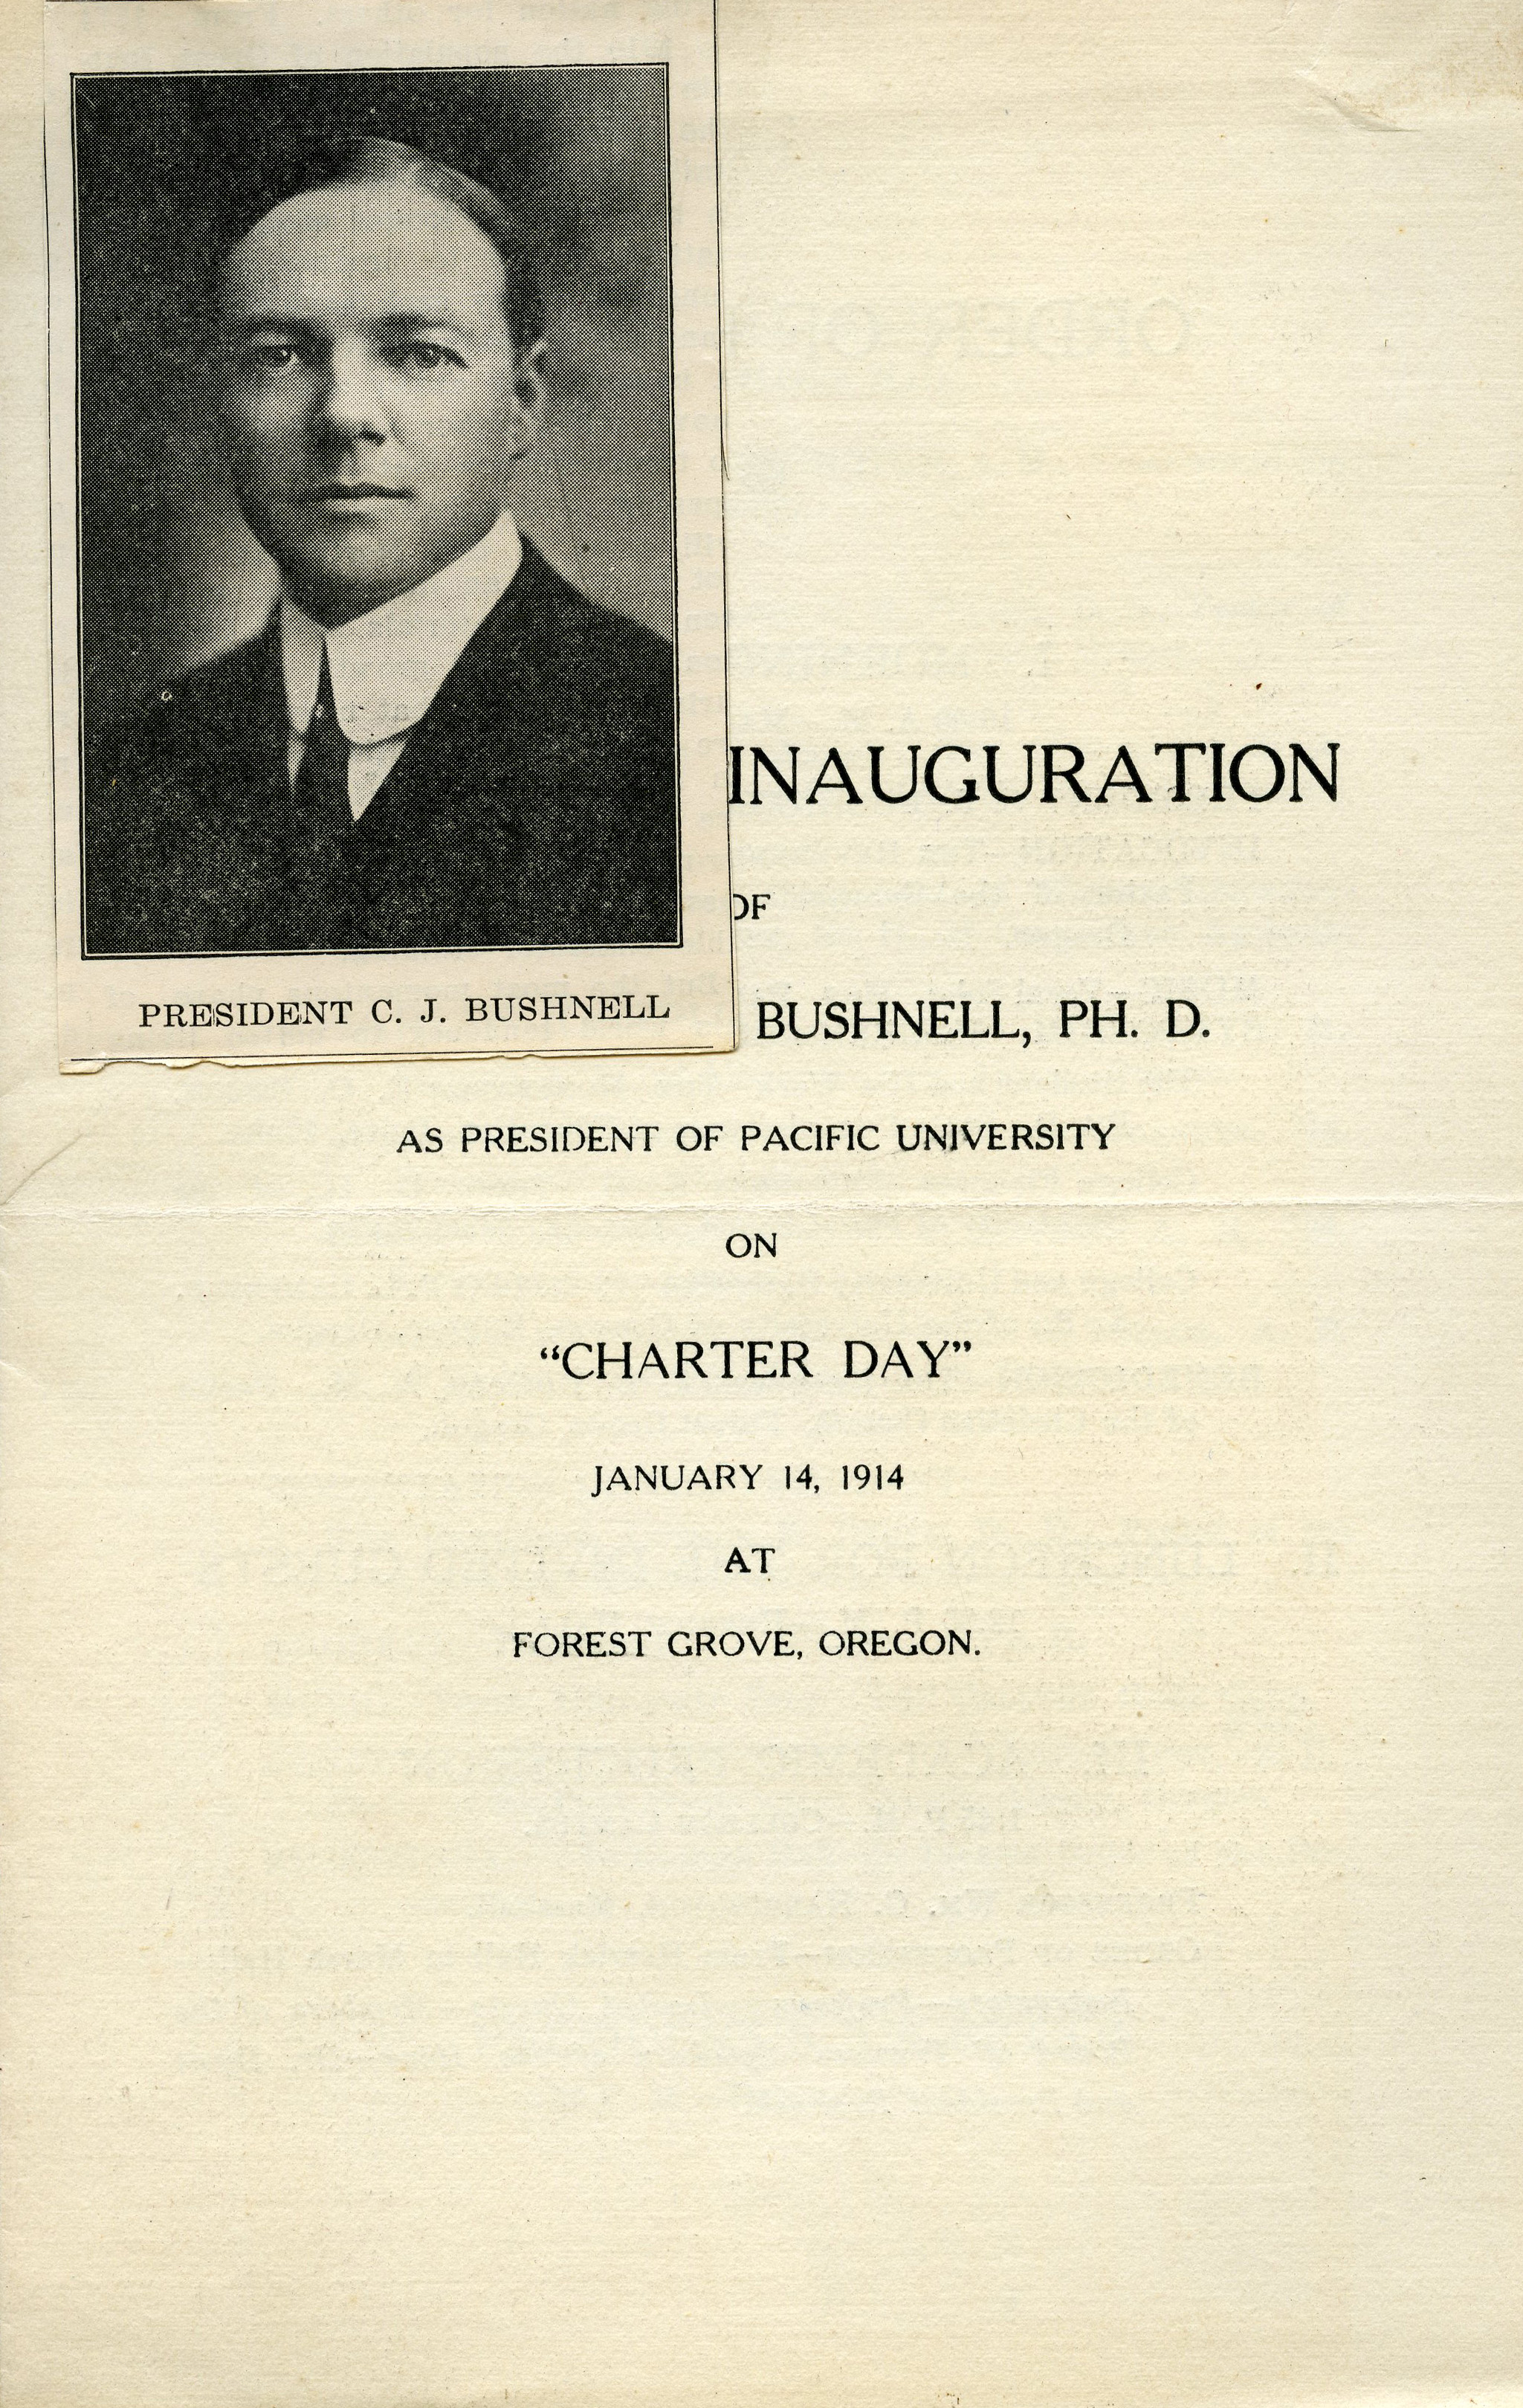 PRESIDENT C. J. BUSHNELL
INAUGURATION
OF
BUSHNELL, PH. D.
AS PRESIDENT OF PACIFIC UNIVERSITY
ON
“CHARTER DAY”
JANUARY 14, 1914
AT
FOREST GROVE, OREGON.